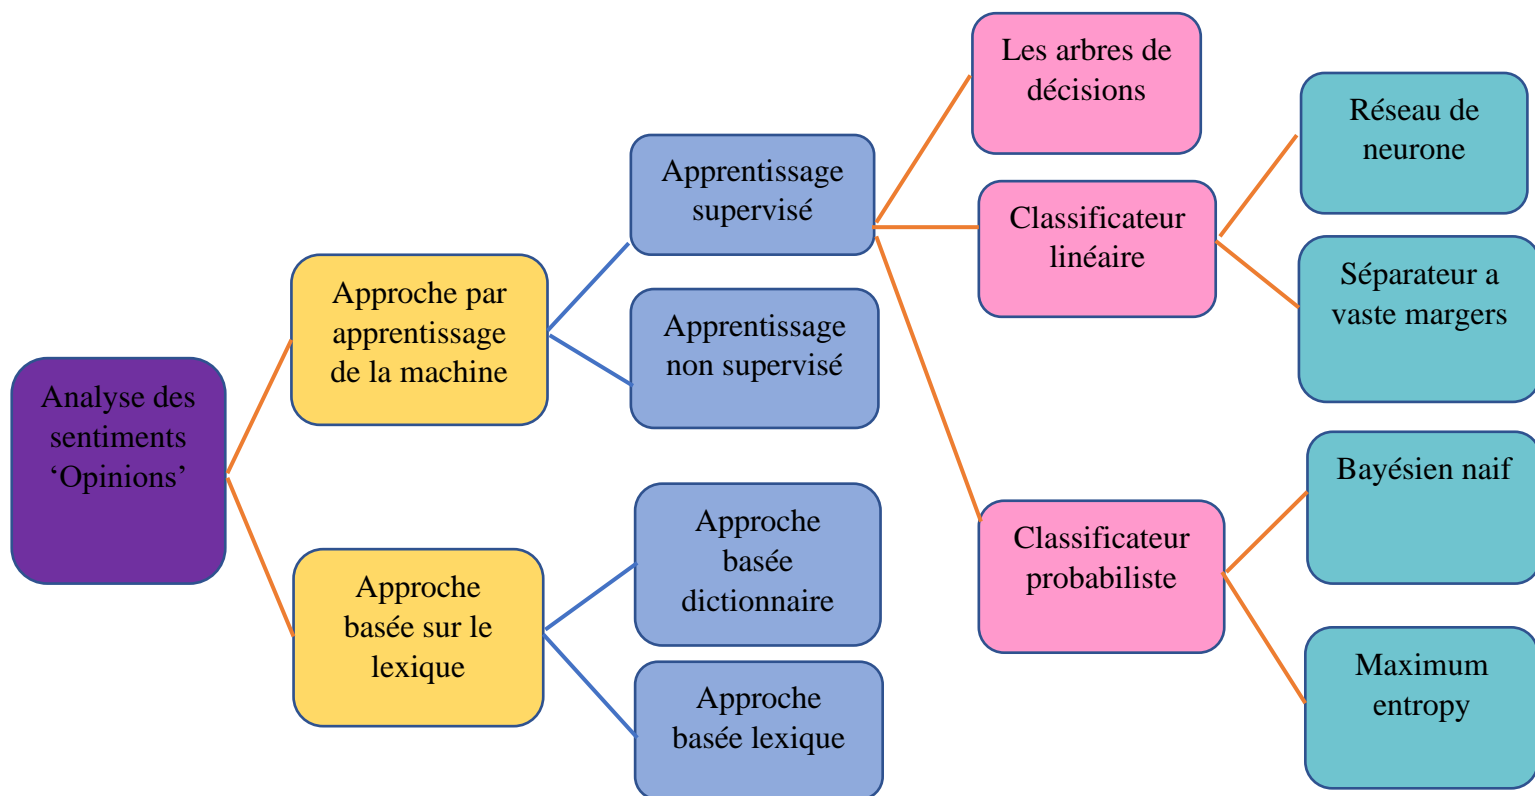 Analyse des
sentiments
‘Opinions’
Approche par
apprentissage
de la machine
Approche
basée sur le
lexique
Apprentissage
supervisé
Apprentissage
non supervisé
Approche
basée
dictionnaire
Approche
basée lexique
Les arbres de
décisions
Classificateur
linéaire
Classificateur
probabiliste
Réseau de
neurone
Séparateur a
vaste margers
Bayésien naif
Maximum
entropy